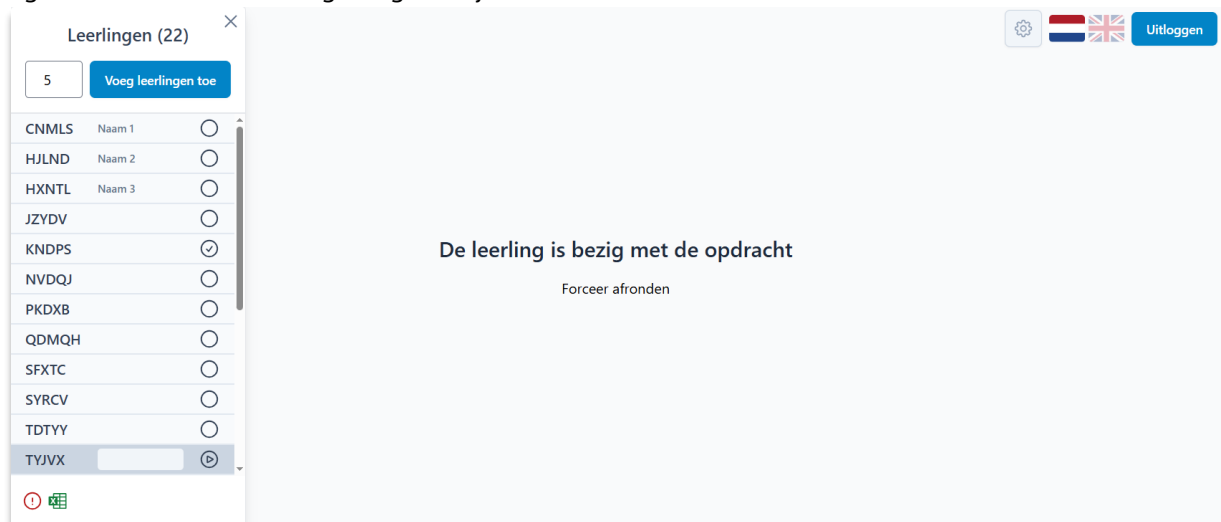 Leerlingen (22)
Uitloggen
5
Voeg leerlingen toe
CNMLS Naam 1
HJLND Naam 2
HXNTL Naam 3
JZYDV
KNDPS
NVDQJ
PKDXB
QDMQH
SFXTC
SYRCV
TDTYY
TYJVX
De leerling is bezig met de opdracht
Forceer afronden